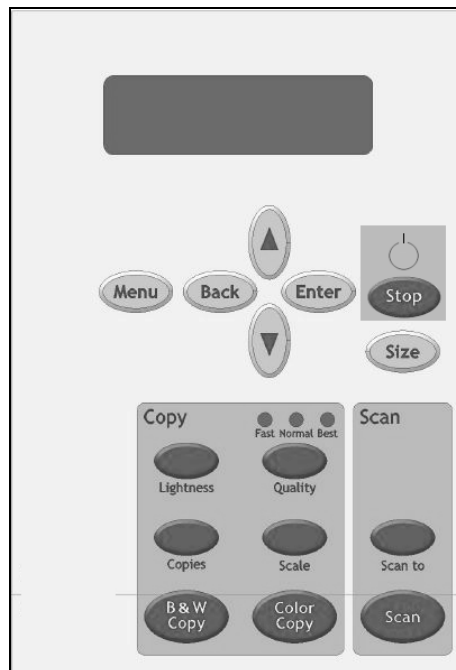 Menu
Back
Enter
Stop
Size
Copy
Fast Normal Best
Scan
Lightness
Quality
Copies
Scale
Scan to
B & W
Copy
Color
Copy
Scan